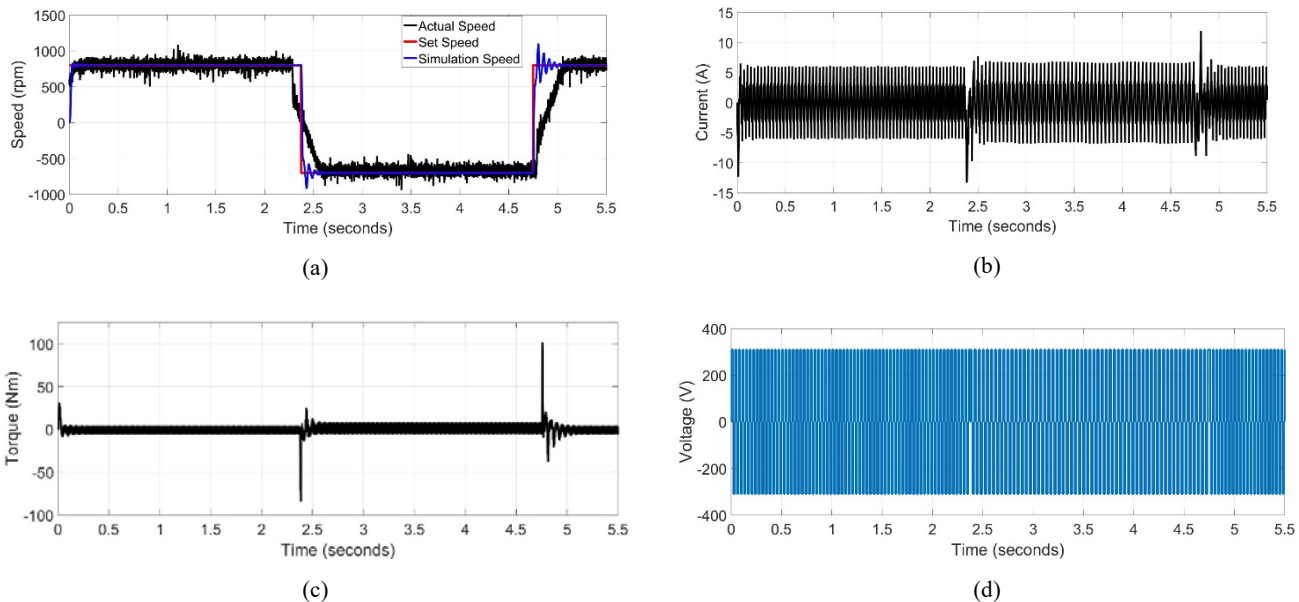 1500
1000
500
0
-500
-1000
Speed (rpm)
Actual Speed
Set Speed
Simulation Speed
0 0.5 1 1.5 2 2.5 3 3.5 4 4.5 5 5.5
Time (seconds)
(a)
15
10
5
0
-5
-10
-15
Current (A)
0 0.5 1 1.5 2 2.5 3 3.5 4 4.5 5 5.5
Time (seconds)
(b)
100
50
0
-50
-100
Torque (Nm)
0 0.5 1 1.5 2 2.5 3 3.5 4 4.5 5 5.5
Time (seconds)
(c)
400
200
0
-200
-400
Voltage (V)
0 0.5 1 1.5 2 2.5 3 3.5 4 4.5 5 5.5
Time (seconds)
(d)